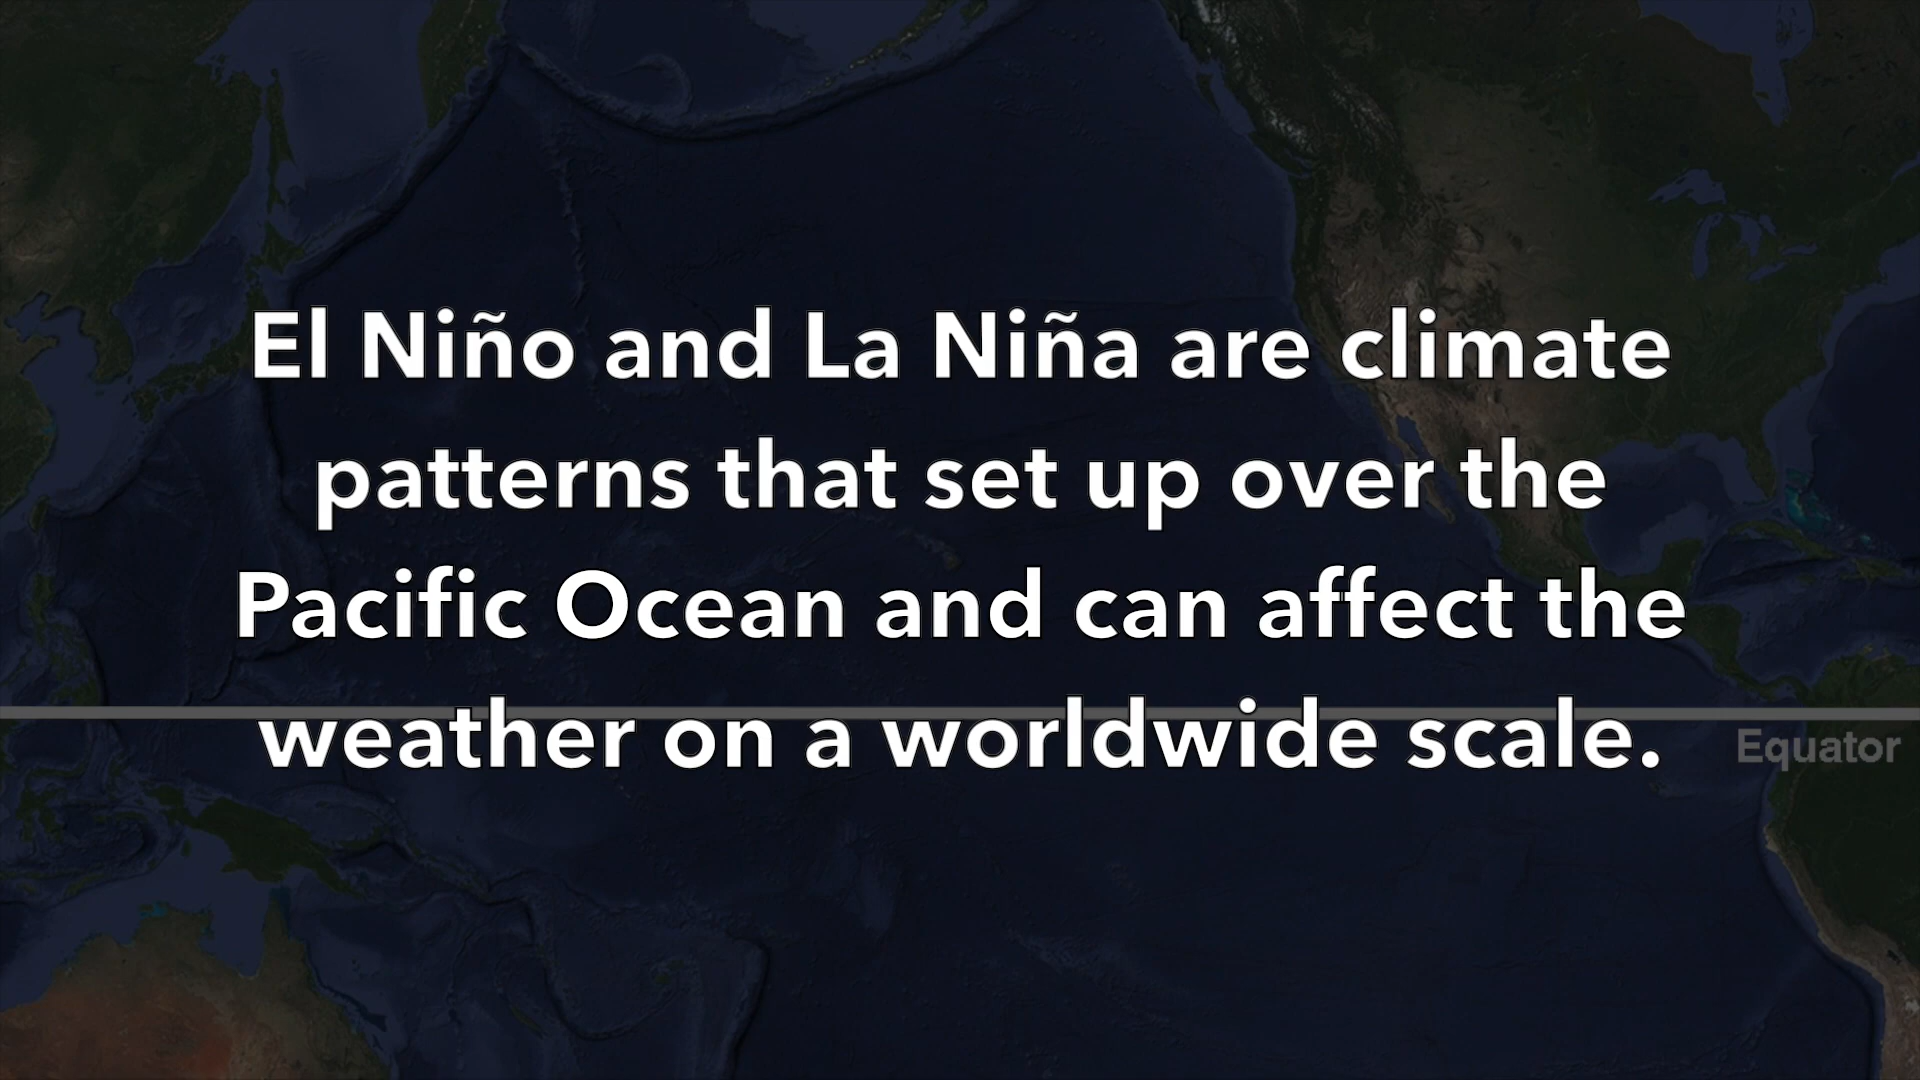 El Niño and La Niña are climate
patterns that set up over the
Pacific Ocean and can affect the
weather on a worldwide scale.
Equator